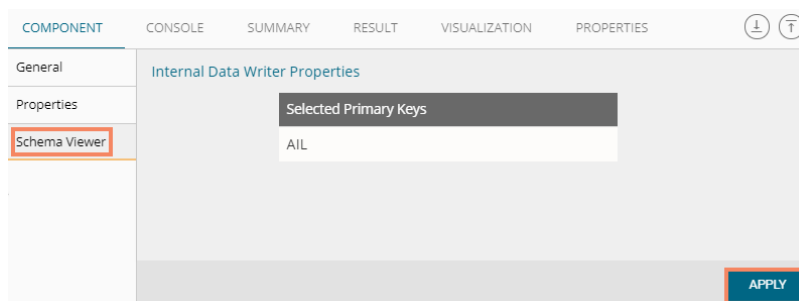 COMPONENT CONSOLE SUMMARY RESULT VISUALIZATION PROPERTIES
General
Internal Data Writer Properties
Properties
Selected Primary Keys
Schema Viewer
AIL
APPLY